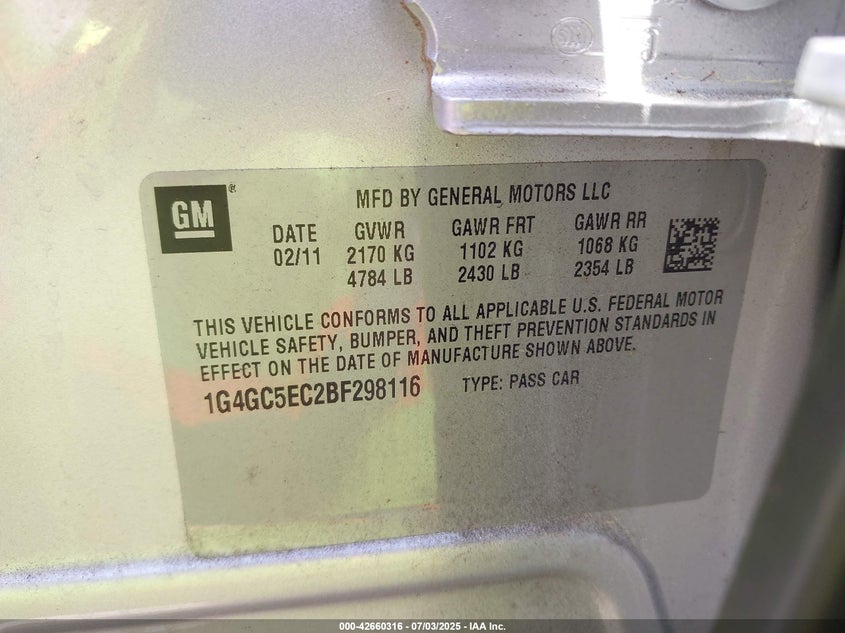 GM ®
MFD BY GENERAL MOTORS LLC
DATE GVWR GAWR FRT GAWR RR
02/11 2170 KG 1102 KG 1068 KG
4784 LB 2430 LB 2354 LB
THIS VEHICLE CONFORMS TO ALL APPLICABLE U.S. FEDERAL MOTOR
VEHICLE SAFETY, BUMPER, AND THEFT PREVENTION STANDARDS IN
EFFECT ON THE DATE OF MANUFACTURE SHOWN ABOVE.
1G4GC5EC2BF298116 TYPE: PASS CAR
000-42660316 - 07/03/2025 - IAA Inc.